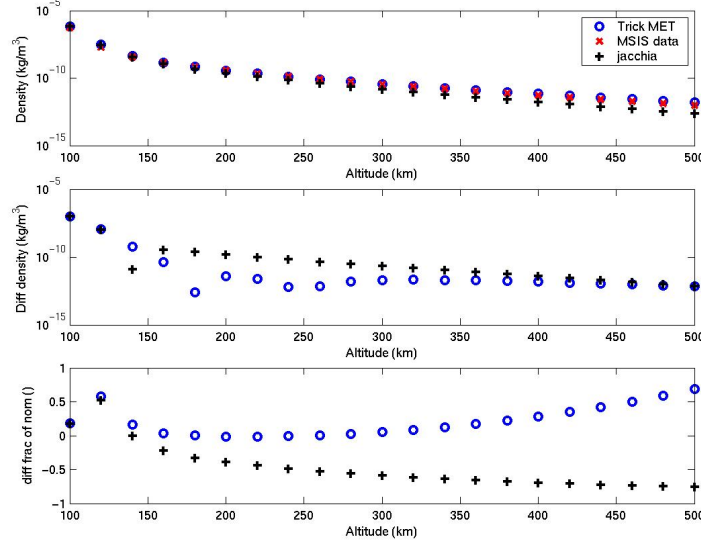 10^-5
10^-10
10^-15
Density (kg/m^3)
Trick MET
MSIS data
jacchia
100 150 200 250 300 350 400 450 500
Altitude (km)
10^-5
10^-10
10^-15
Diff density (kg/m^3)
100 150 200 250 300 350 400 450 500
Altitude (km)
1
0.5
0
-0.5
-1
diff frac of nom ()
100 150 200 250 300 350 400 450 500
Altitude (km)